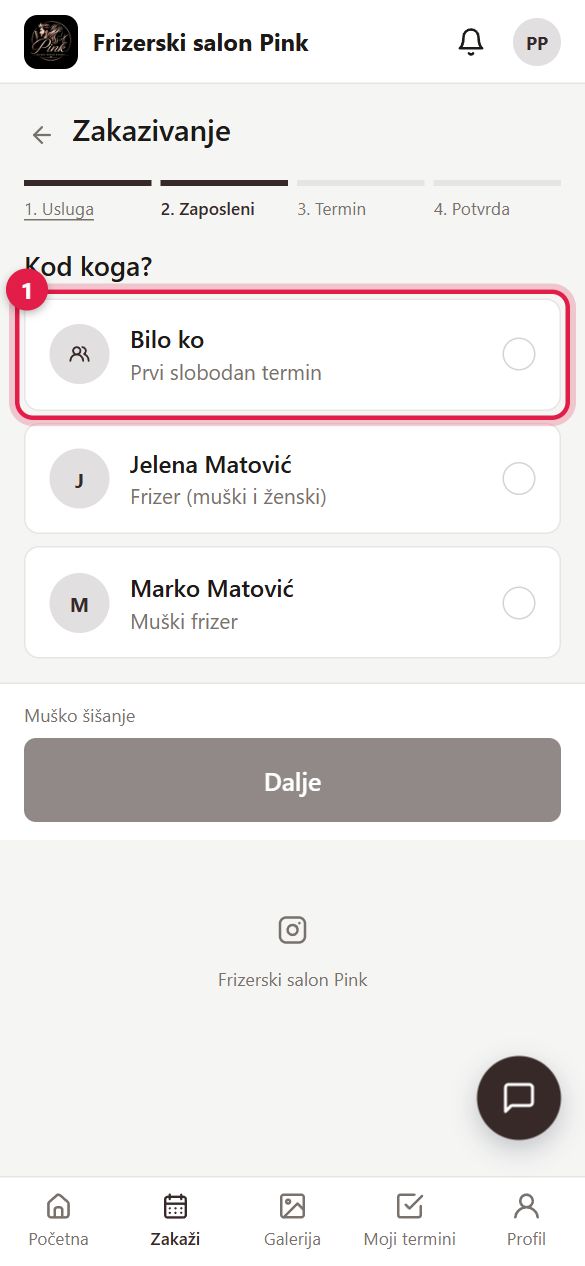 Pink
Frizerski salon Pink
PP
Zakazivanje
1. Usluga
2. Zaposleni
3. Termin
4. Potvrda
Kod koga?
1
Bilo ko
Prvi slobodan termin
J
Jelena Matović
Frizer (muški i ženski)
M
Marko Matović
Muški frizer
Muško šišanje
Dalje
Frizerski salon Pink
Početna
Zakaži
Galerija
Moji termini
Profil